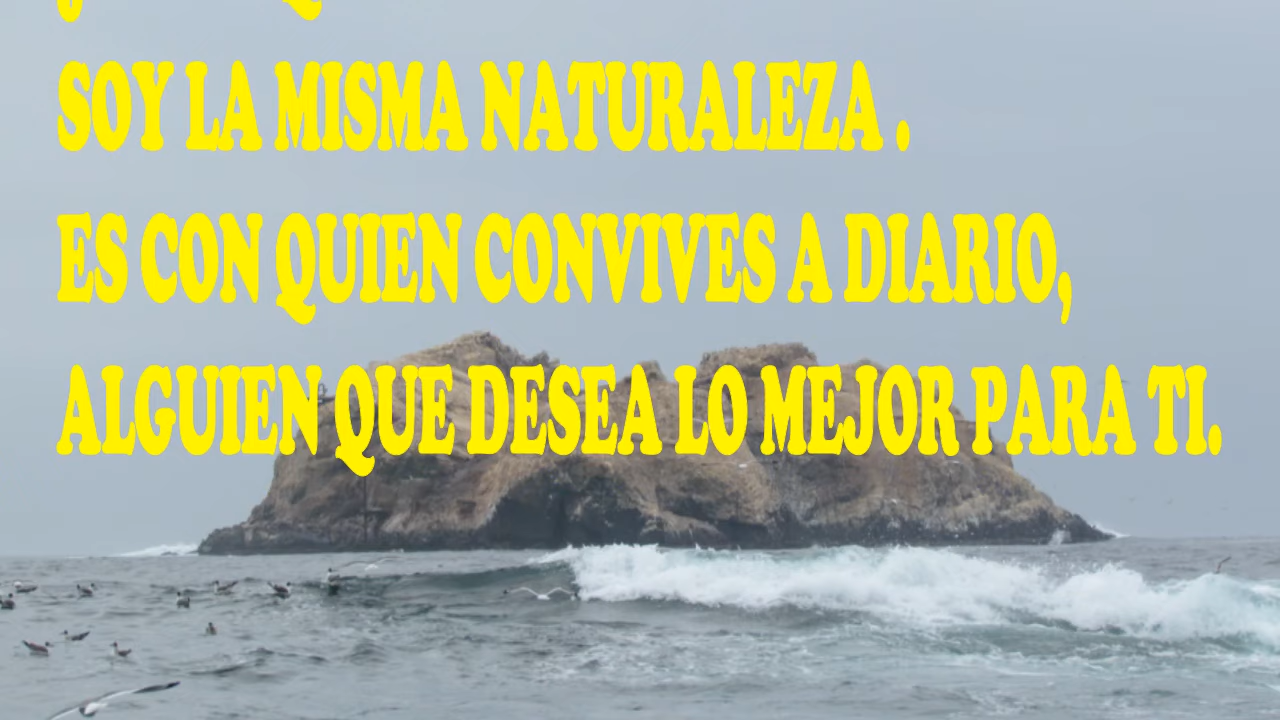 SOY LA MISMA NATURALEZA .
ES CON QUIEN CONVIVES A DIARIO,
ALGUIEN QUE DESEA LO MEJOR PARA TI.